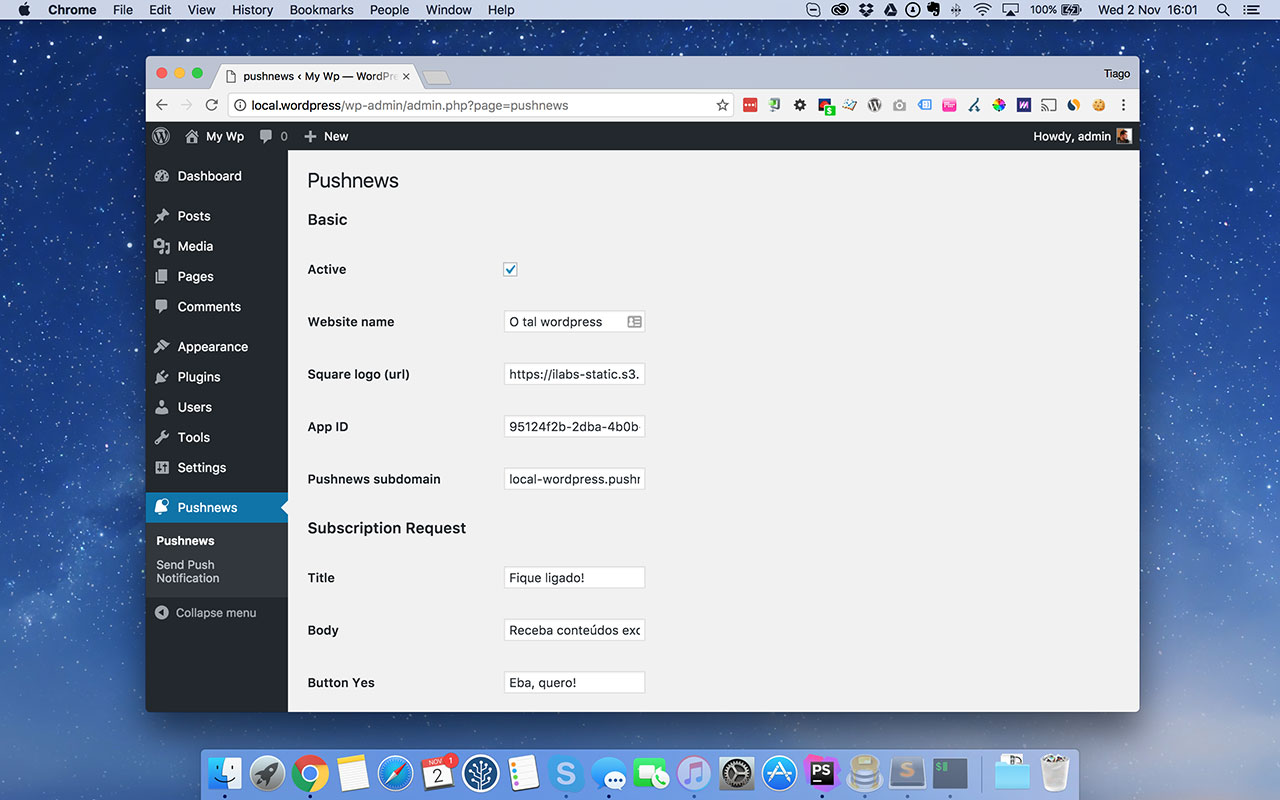 Chrome File Edit View History Bookmarks People Window Help 100% Wed 2 Nov 16:01
pushnews ‹ My Wp — WordPre
Tiago
local.wordpress/wp-admin/admin.php?page=pushnews
My Wp 0 New Howdy, admin
Dashboard
Posts
Media
Pages
Comments
Appearance
Plugins
Users
Tools
Settings
Pushnews
Pushnews
Send Push
Notification
Collapse menu
Pushnews
Basic
Active
Website name O tal wordpress
Square logo (url) https://ilabs-static.s3.
App ID 95124f2b-2dba-4b0b
Pushnews subdomain local-wordpress.pushn
Subscription Request
Title Fique ligado!
Body Receba conteúdos exc
Button Yes Eba, quero!
NOV 1
2
PS
S
$